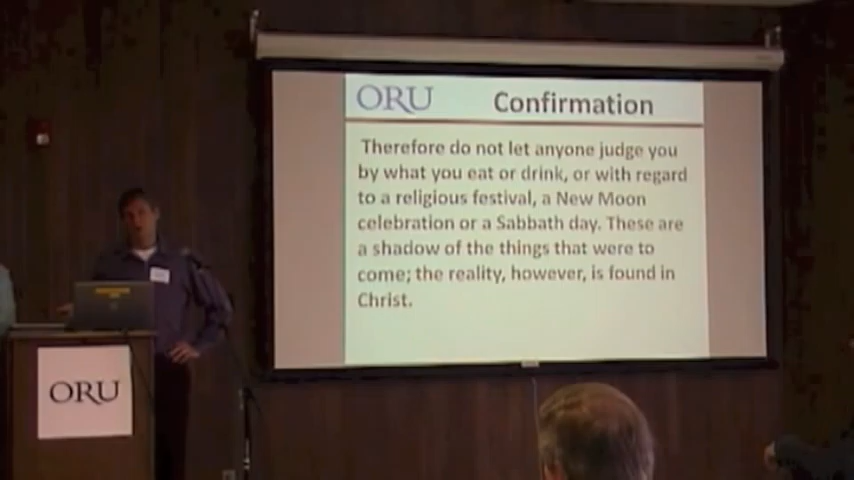 ORU
Confirmation
Therefore do not let anyone judge you
by what you eat or drink, or with regard
to a religious festival, a New Moon
celebration or a Sabbath day. These are
a shadow of the things that were to
come; the reality, however, is found in
Christ.
ORU